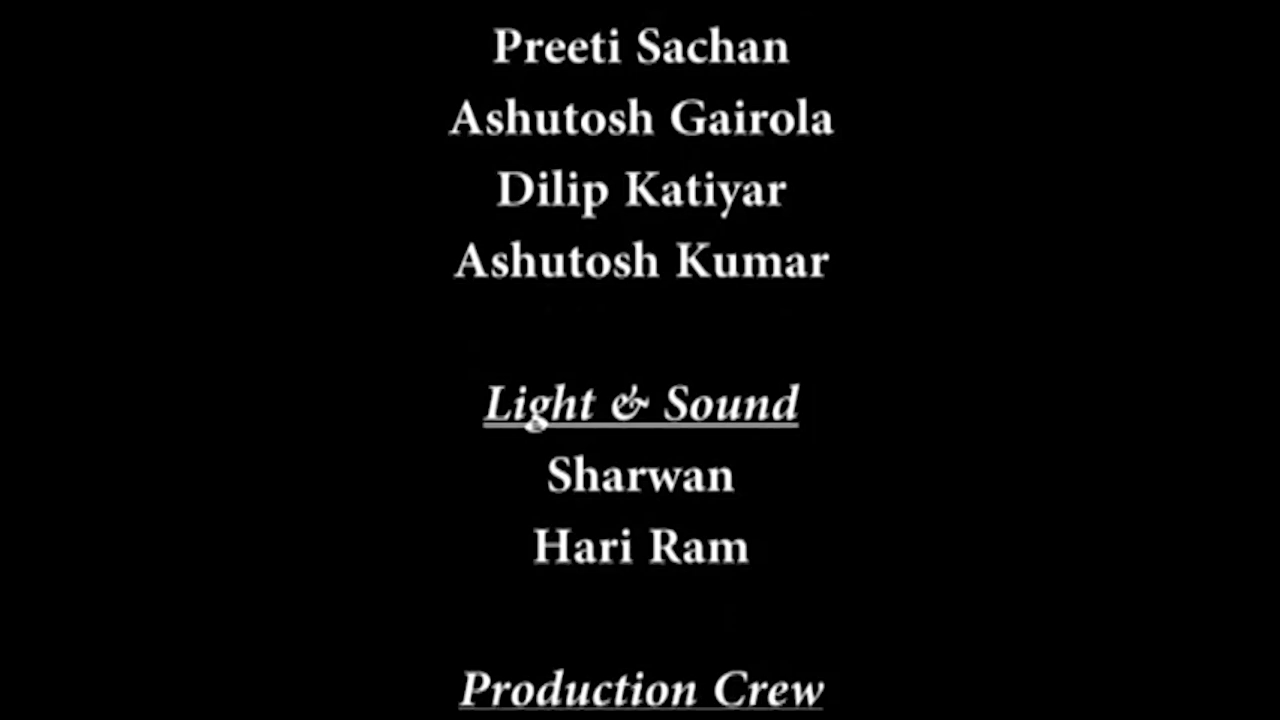 Preeti Sachan
Ashutosh Gairola
Dilip Katiyar
Ashutosh Kumar
Light & Sound
Sharwan
Hari Ram
Production Crew